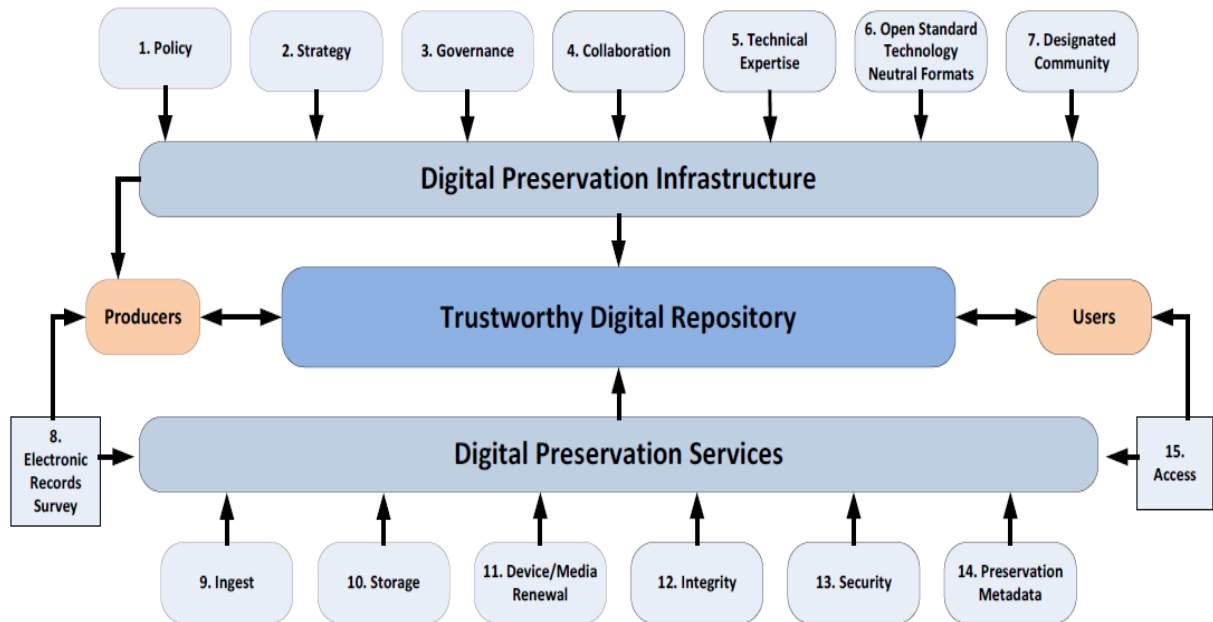 1. Policy
2. Strategy
3. Governance
4. Collaboration
5. Technical
Expertise
6. Open Standard
Technology
Neutral Formats
7. Designated
Community
Digital Preservation Infrastructure
Producers
Trustworthy Digital Repository
Users
8.
Electronic
Records
Survey
Digital Preservation Services
15.
Access
9. Ingest
10. Storage
11. Device/Media
Renewal
12. Integrity
13. Security
14. Preservation
Metadata